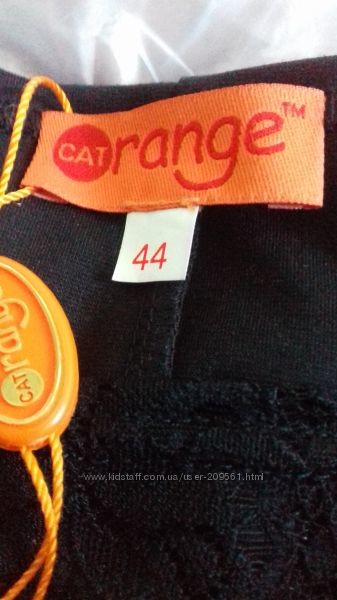 CAT range™
44
CAT range
www.kidstaff.com.ua/user-209561.html